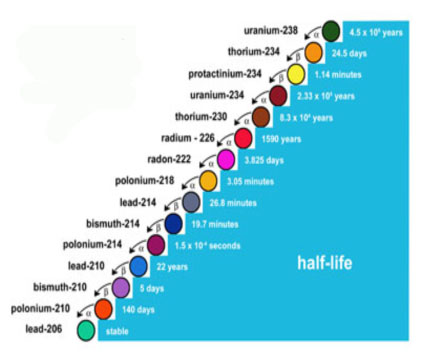 uranium-238 α 4.5 x 10⁹ years
thorium-234 β 24.5 days
protactinium-234 β 1.14 minutes
uranium-234 α 2.33 x 10⁵ years
thorium-230 α 8.3 x 10⁴ years
radium - 226 α 1590 years
radon-222 α 3.825 days
polonium-218 α 3.05 minutes
lead-214 β 26.8 minutes
bismuth-214 β 19.7 minutes
polonium-214 α 1.5 x 10⁻⁴ seconds
lead-210 β 22 years
half-life
bismuth-210 β 5 days
polonium-210 α 140 days
lead-206 stable